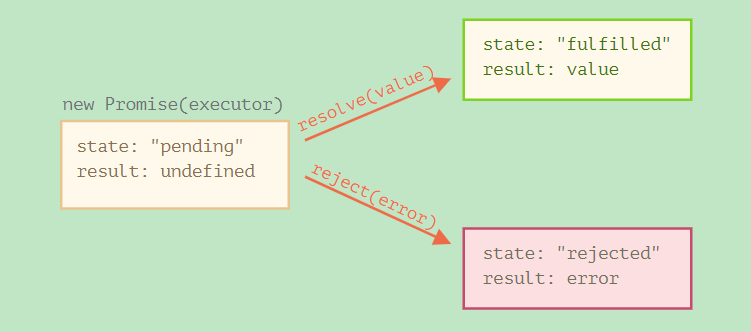 new Promise(executor)
state: "pending"
result: undefined
resolve(value)
reject(error)
state: "fulfilled"
result: value
state: "rejected"
result: error